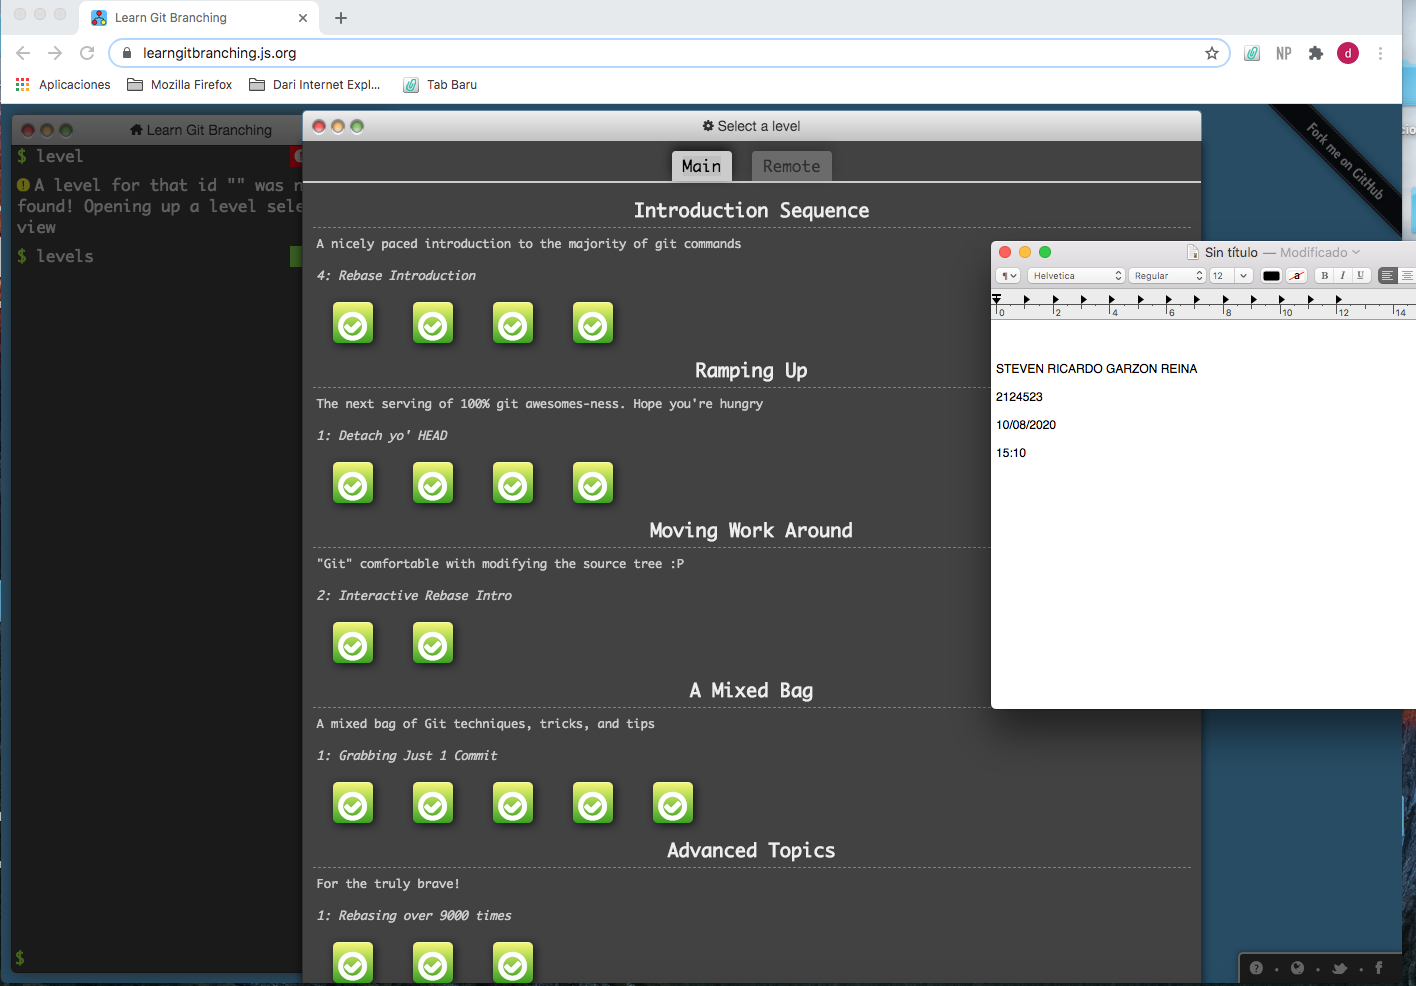 Learn Git Branching
learngitbranching.js.org
NP
d
Aplicaciones
Mozilla Firefox
Dari Internet Expl...
Tab Baru
Learn Git Branching
$ level
A level for that id "" was n
found! Opening up a level sele
view
$ levels
$
Select a level
Main
Remote
Introduction Sequence
A nicely paced introduction to the majority of git commands
4: Rebase Introduction
Ramping Up
The next serving of 100% git awesomes-ness. Hope you're hungry
1: Detach yo' HEAD
Moving Work Around
"Git" comfortable with modifying the source tree :P
2: Interactive Rebase Intro
A Mixed Bag
A mixed bag of Git techniques, tricks, and tips
1: Grabbing Just 1 Commit
Advanced Topics
For the truly brave!
1: Rebasing over 9000 times
Fork me on GitHub
cio
Sin título — Modificado
¶ Helvetica Regular 12 a B I U
0 2 4 6 8 10 12 14
STEVEN RICARDO GARZON REINA
2124523
10/08/2020
15:10